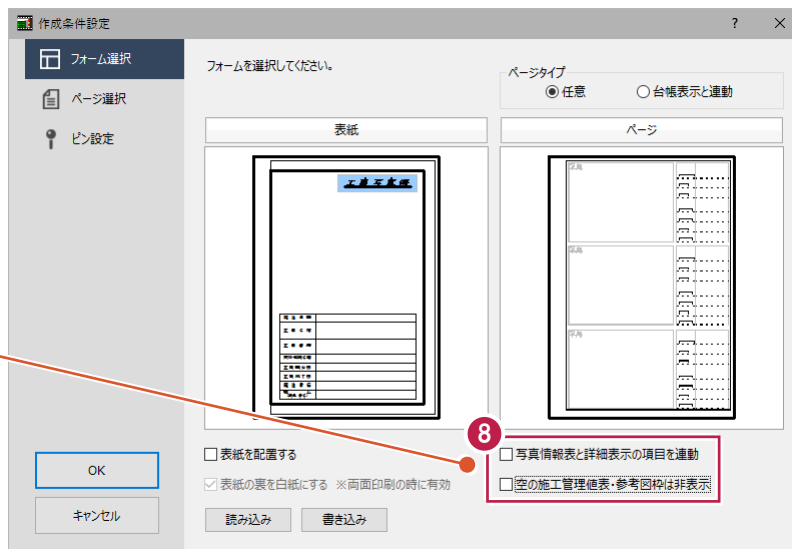 作成条件設定
?
×
フォーム選択
ページ選択
ピン設定
フォームを選択してください。
ページタイプ
任意
台帳表示と連動
表紙
ページ
工事写真帳
写真
写真
写真
8
表紙を配置する
写真情報表と詳細表示の項目を連動
表紙の裏を白紙にする ※両面印刷の時に有効
空の施工管理値表・参考図枠は非表示
OK
キャンセル
読み込み
書き込み